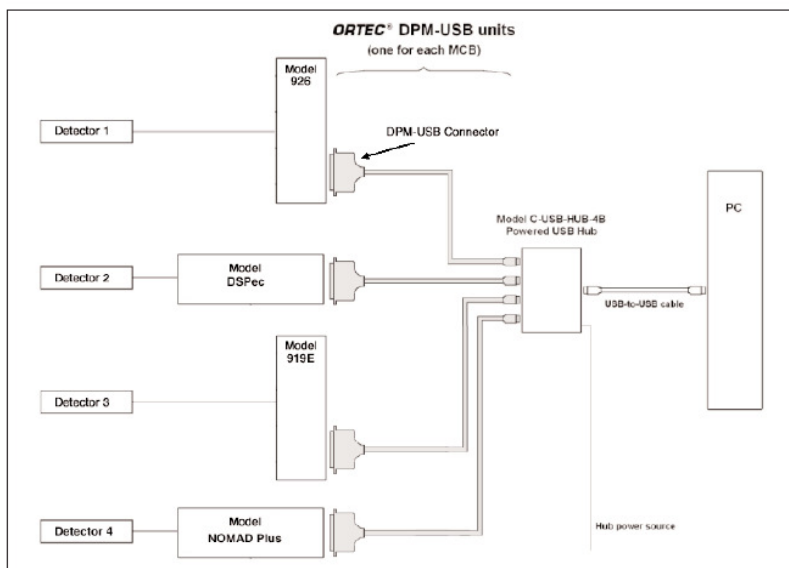 ORTEC® DPM-USB units
(one for each MCB)
Model
926
Detector 1
DPM-USB Connector
Model C-USB-HUB-4B
Powered USB Hub
PC
Detector 2
Model
DSPec
USB-to-USB cable
Model
919E
Detector 3
Detector 4
Model
NOMAD Plus
Hub power source